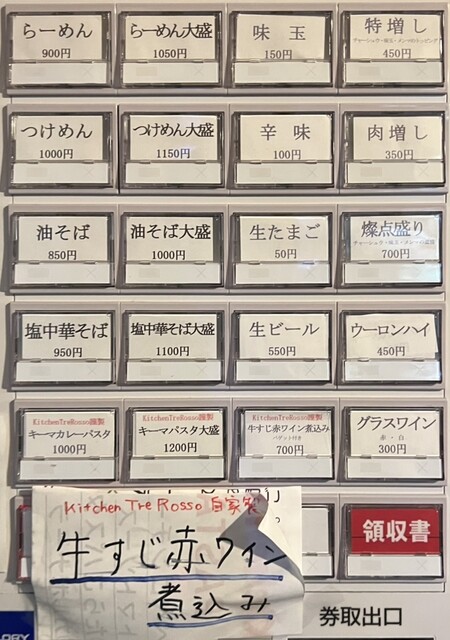 らーめん
900円
らーめん大盛
1050円
味玉
150円
特増し
450円
つけめん
1000円
つけめん大盛
1150円
辛味
100円
肉増し
350円
油そば
850円
油そば大盛
1000円
生たまご
50円
燦点盛り
700円
塩中華そば
950円
塩中華そば大盛
1100円
生ビール
550円
ウーロンハイ
450円
KitchenTreRosso謹製
キーマカレーパスタ
1000円
KitchenTreRosso謹製
キーマパスタ大盛
1200円
KitchenTreRosso謹製
牛すじ赤ワイン煮込み
バゲット付き
700円
グラスワイン
赤・白
300円
Kitchen Tre Rosso 自家製
牛すじ赤ワイン
煮込み
領収書
券取出口